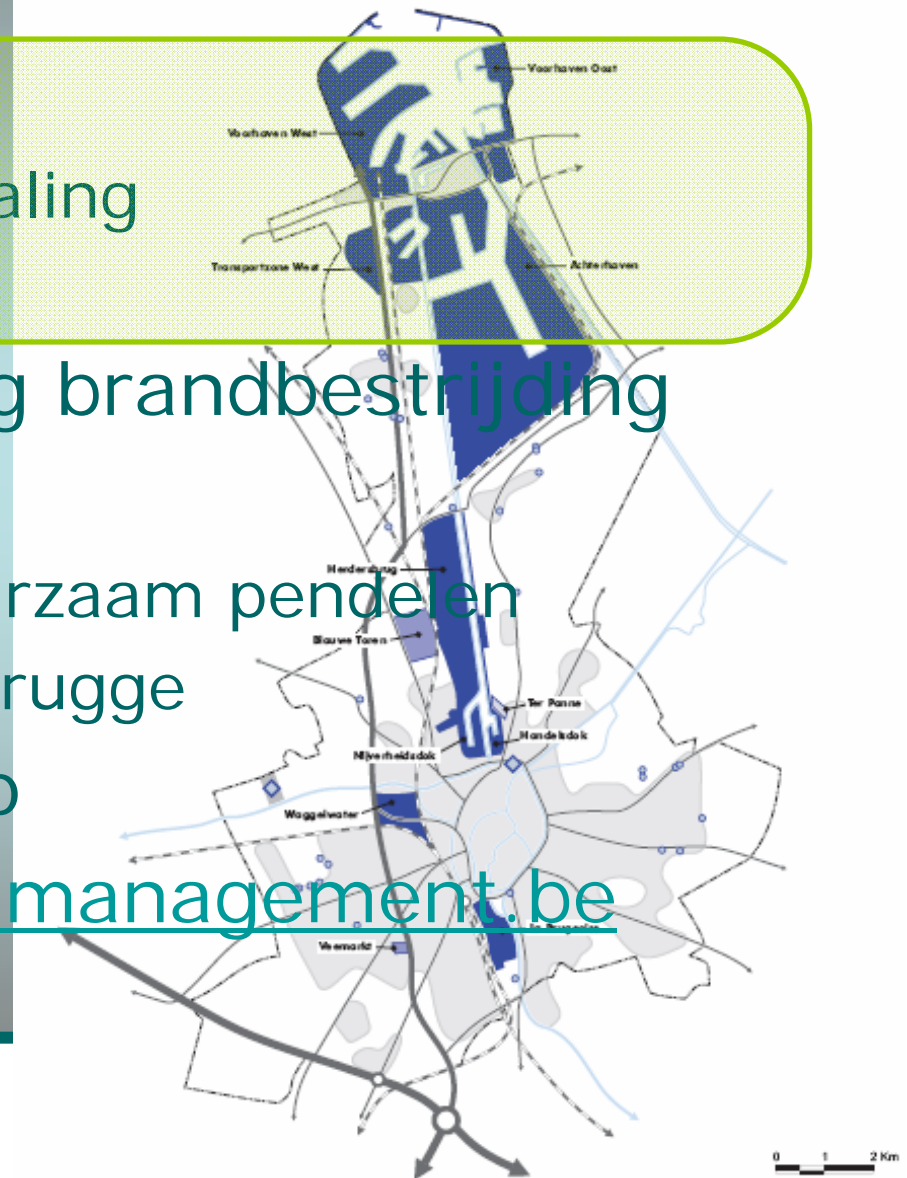 Voorhaven Oost
Voorhaven West
aling
Transportzone West
Achterhaven
g brandbestrijding
Herdersbrug
rzaam pendelen
Blauwe Toren
rugge
Ter Panne
Handelsdok
Nijverheidsdok
Waggelwater
management.be
Veemarkt
0 1 2 Km